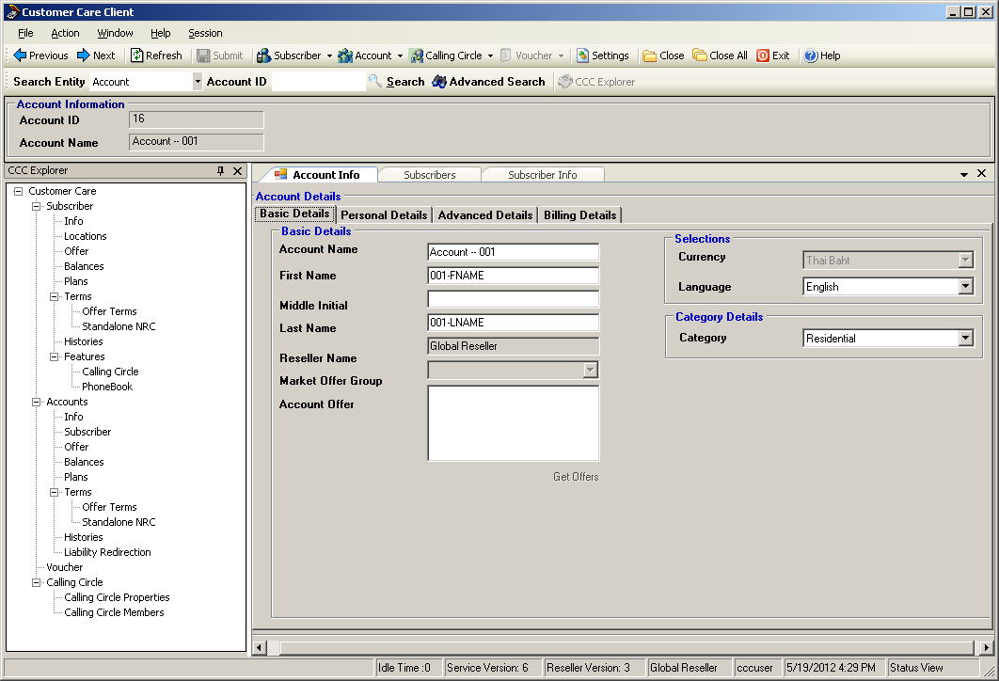 Customer Care Client
File Action Window Help Session
Previous Next Refresh Submit Subscriber Account Calling Circle Voucher Settings Close Close All Exit Help
Search Entity Account Account ID Search Advanced Search CCC Explorer
Account Information
Account ID 16
Account Name Account -- 001
CCC Explorer
Customer Care
Subscriber
Info
Locations
Offer
Balances
Plans
Terms
Offer Terms
Standalone NRC
Histories
Features
Calling Circle
PhoneBook
Accounts
Info
Subscriber
Offer
Balances
Plans
Terms
Offer Terms
Standalone NRC
Histories
Liability Redirection
Voucher
Calling Circle
Calling Circle Properties
Calling Circle Members
Account Info Subscribers Subscriber Info
Account Details
Basic Details Personal Details Advanced Details Billing Details
Basic Details
Account Name Account -- 001
First Name 001-FNAME
Middle Initial
Last Name 001-LNAME
Reseller Name Global Reseller
Market Offer Group
Account Offer
Get Offers
Selections
Currency Thai Baht
Language English
Category Details
Category Residential
Idle Time :0 Service Version: 6 Reseller Version: 3 Global Reseller cccuser 5/19/2012 4:29 PM Status View